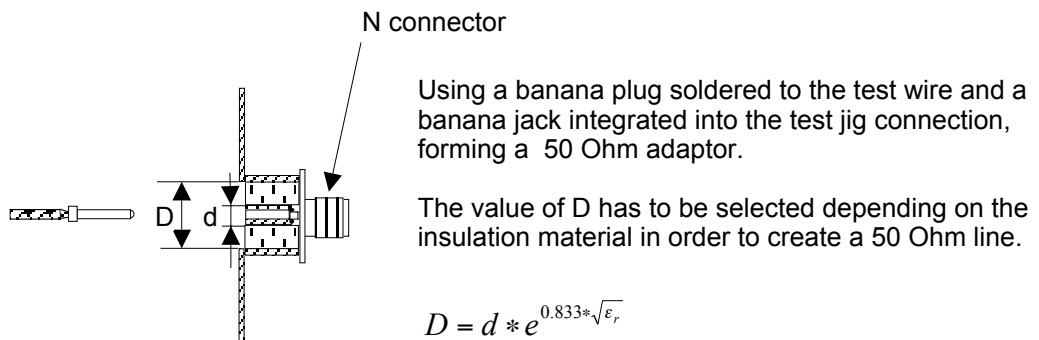 N connector
Using a banana plug soldered to the test wire and a
banana jack integrated into the test jig connection,
forming a 50 Ohm adaptor.
D d
The value of D has to be selected depending on the
insulation material in order to create a 50 Ohm line.
D = d * e^{0.833*\sqrt{ε_r}}